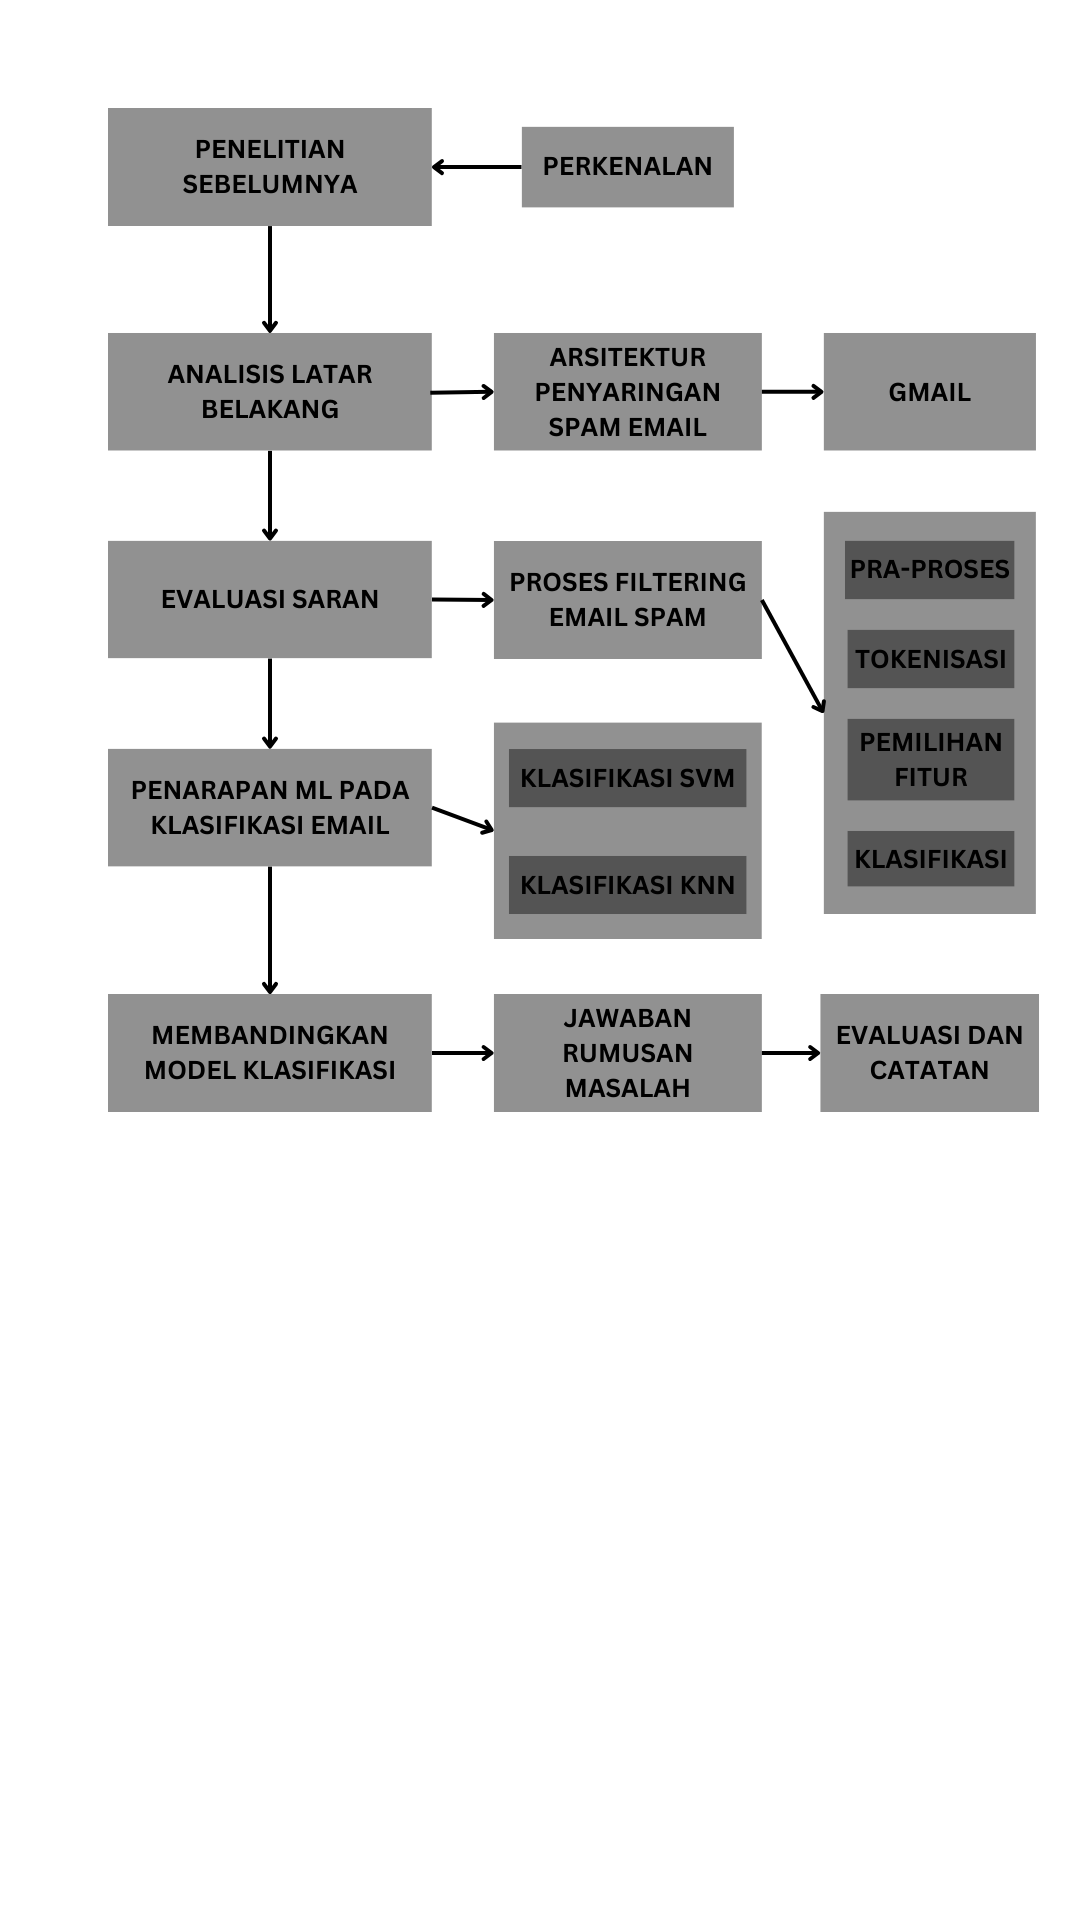 PENELITIAN
SEBELUMNYA
PERKENALAN
ANALISIS LATAR
BELAKANG
ARSITEKTUR
PENYARINGAN
SPAM EMAIL
GMAIL
EVALUASI SARAN
PROSES FILTERING
EMAIL SPAM
PRA-PROSES
TOKENISASI
PEMILIHAN
FITUR
KLASIFIKASI
PENARAPAN ML PADA
KLASIFIKASI EMAIL
KLASIFIKASI SVM
KLASIFIKASI KNN
MEMBANDINGKAN
MODEL KLASIFIKASI
JAWABAN
RUMUSAN
MASALAH
EVALUASI DAN
CATATAN